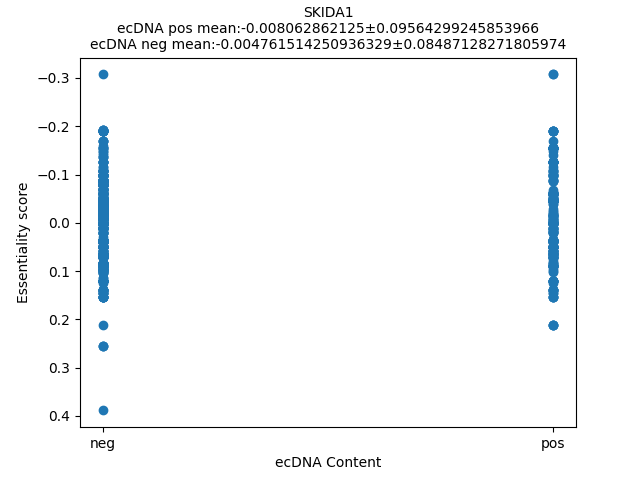 SKIDA1
ecDNA pos mean:-0.008062862125±0.09564299245853966
ecDNA neg mean:-0.004761514250936329±0.08487128271805974
−0.3
−0.2
−0.1
0.0
0.1
0.2
0.3
0.4
Essentiality score
neg
pos
ecDNA Content